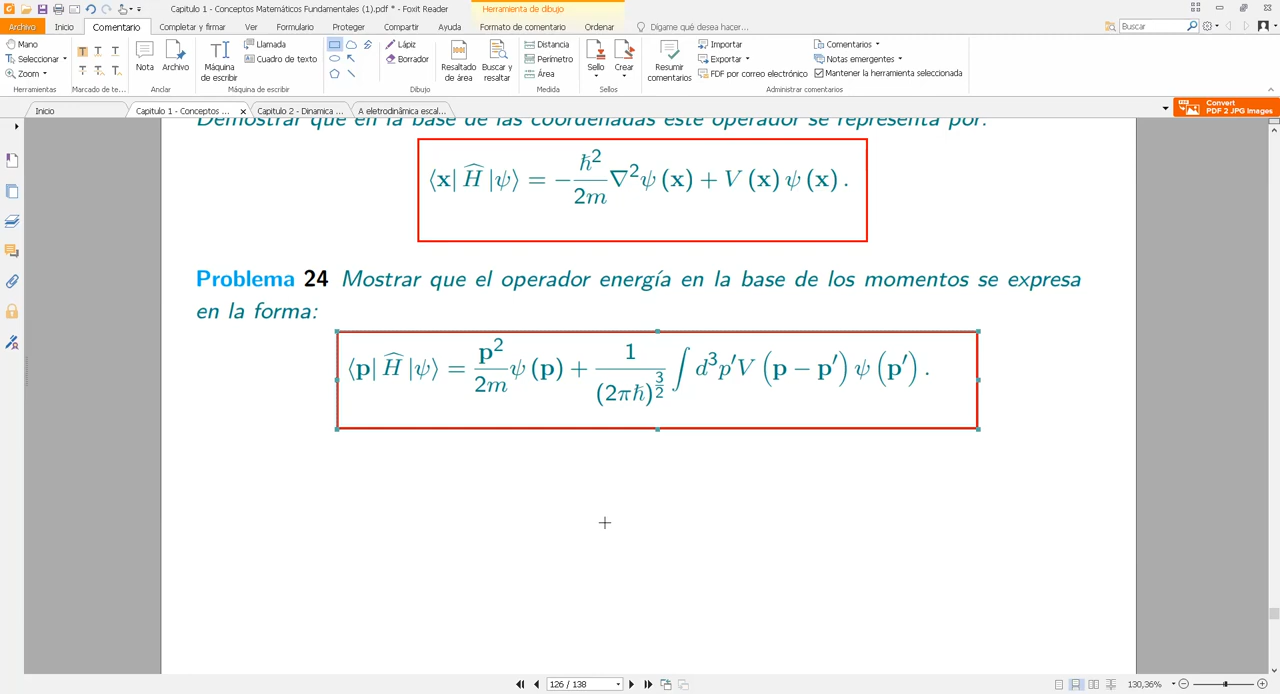 Capitulo 1 - Conceptos Matemáticos Fundamentales (1).pdf * - Foxit Reader
Herramienta de dibujo
Archivo Inicio Comentario Completar y firmar Ver Formulario Proteger Compartir Ayuda Formato de comentario Ordenar Dígame qué desea hacer... Buscar
Mano
Seleccionar
Zoom
Herramientas
T T T
T T T
Marcado de te...
Nota
Archivo
Anclar
Máquina de escribir
Llamada
Cuadro de texto
Máquina de escribir
Lápiz
Borrador
Resaltado de área
Buscar y resaltar
Dibujo
Distancia
Perímetro
Área
Medida
Sello
Crear
Sellos
Resumir comentarios
Importar
Exportar
FDF por correo electrónico
Comentarios
Notas emergentes
Mantener la herramienta seleccionada
Administrar comentarios
Inicio
Capitulo 1 - Conceptos ...
Capitulo 2 - Dinamica ...
A eletrodinâmica escal...
Convert
PDF 2 JPG Images
Demostrar que en la base de las coordenadas este operador se representa por:
⟨x| Ĥ |ψ⟩ = −ħ²/2m ∇²ψ (x) + V (x) ψ (x) .
Problema 24 Mostrar que el operador energía en la base de los momentos se expresa
en la forma:
⟨p| Ĥ |ψ⟩ = p²/2m ψ (p) + 1/(2πħ)^(3/2) ∫ d³p′V (p − p′) ψ (p′) .
126 / 138
130,36%